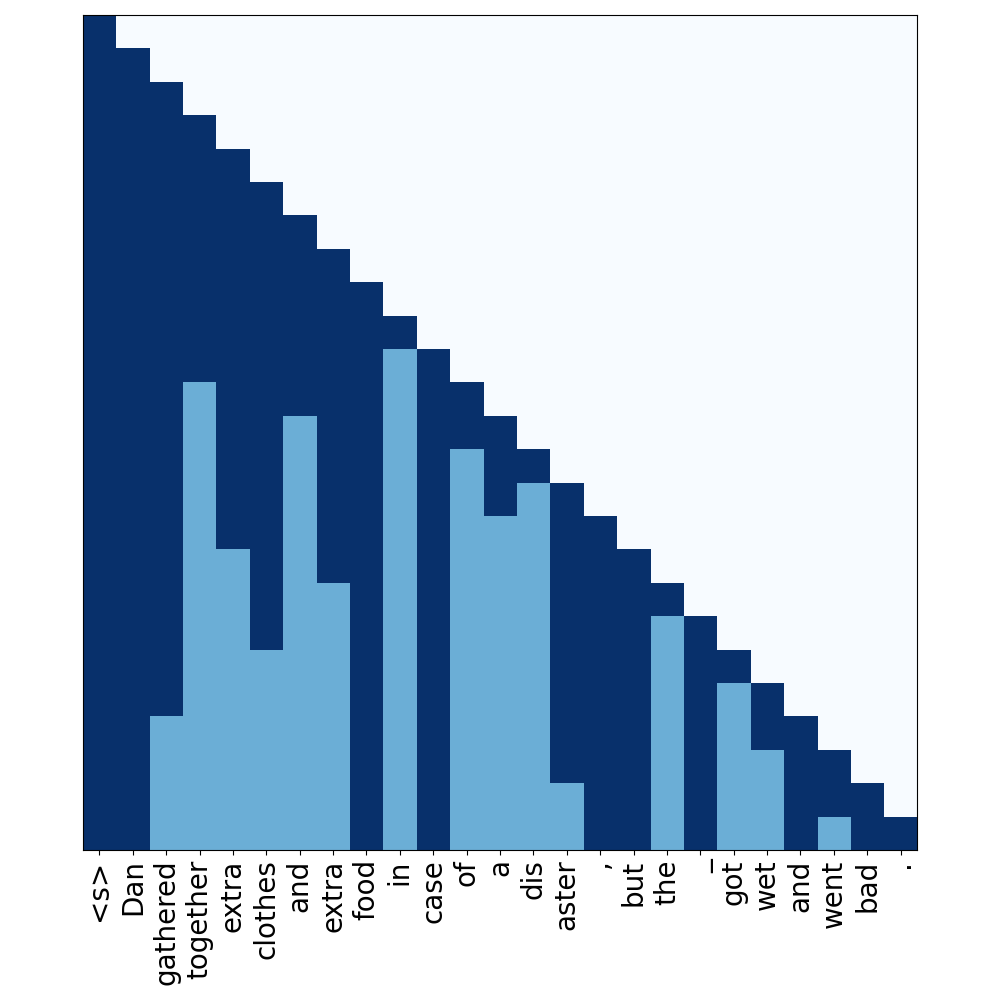 <s> Dan gathered together extra clothes and extra food in case of a dis aster , but the _ got wet and went bad .